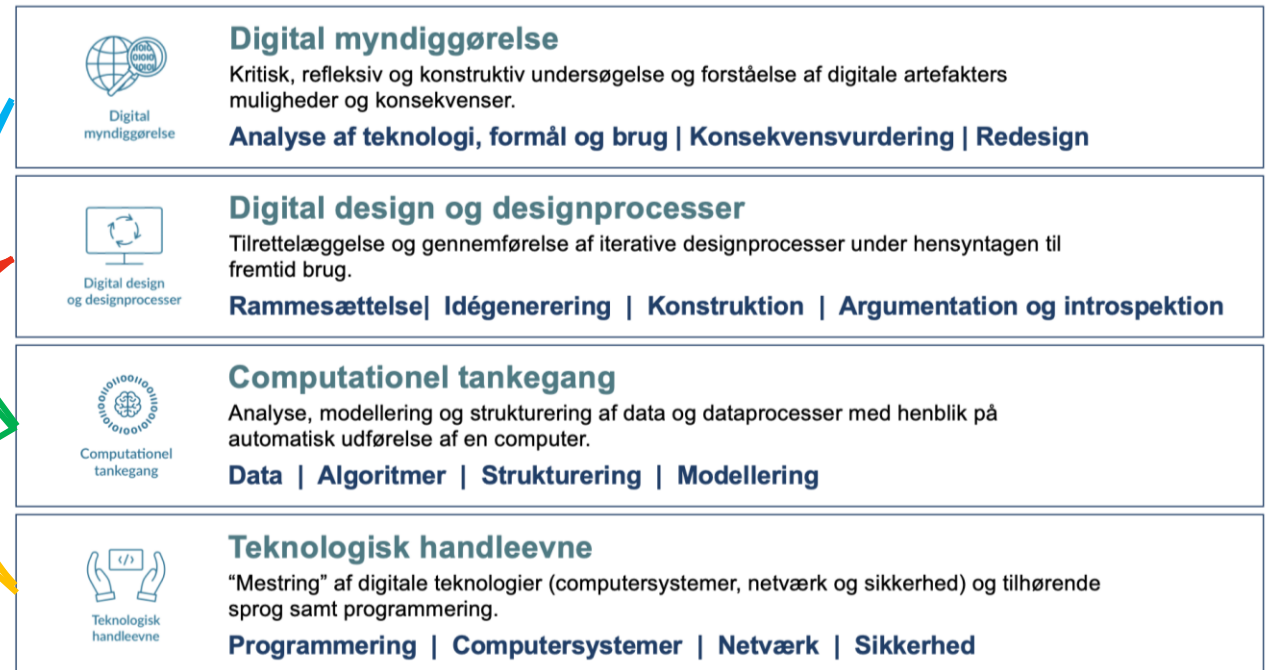 Digital myndiggørelse
Kritisk, refleksiv og konstruktiv undersøgelse og forståelse af digitale artefakters
muligheder og konsekvenser.
Analyse af teknologi, formål og brug | Konsekvensvurdering | Redesign
Digital
myndiggørelse
Digital design og designprocesser
Tilrettelæggelse og gennemførelse af iterative designprocesser under hensyntagen til
fremtid brug.
Rammesættelse| Idégenerering | Konstruktion | Argumentation og introspektion
Digital design
og designprocesser
Computationel tankegang
Analyse, modellering og strukturering af data og dataprocesser med henblik på
automatisk udførelse af en computer.
Data | Algoritmer | Strukturering | Modellering
Computationel
tankegang
Teknologisk handleevne
“Mestring” af digitale teknologier (computersystemer, netværk og sikkerhed) og tilhørende
sprog samt programmering.
Programmering | Computersystemer | Netværk | Sikkerhed
</>
Teknologisk
handleevne